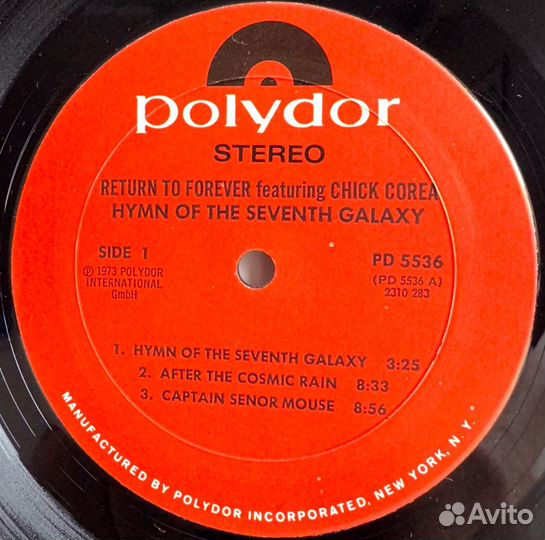 polydor
STEREO
RETURN TO FOREVER featuring CHICK COREA
HYMN OF THE SEVENTH GALAXY
SIDE 1
PD 5536
℗ 1973 POLYDOR
INTERNATIONAL
GmbH
(PD 5536 A)
2310 283
1. HYMN OF THE SEVENTH GALAXY 3:25
2. AFTER THE COSMIC RAIN 8:33
3. CAPTAIN SENOR MOUSE 8:56
MANUFACTURED BY POLYDOR INCORPORATED, NEW YORK, N.Y.
Avito